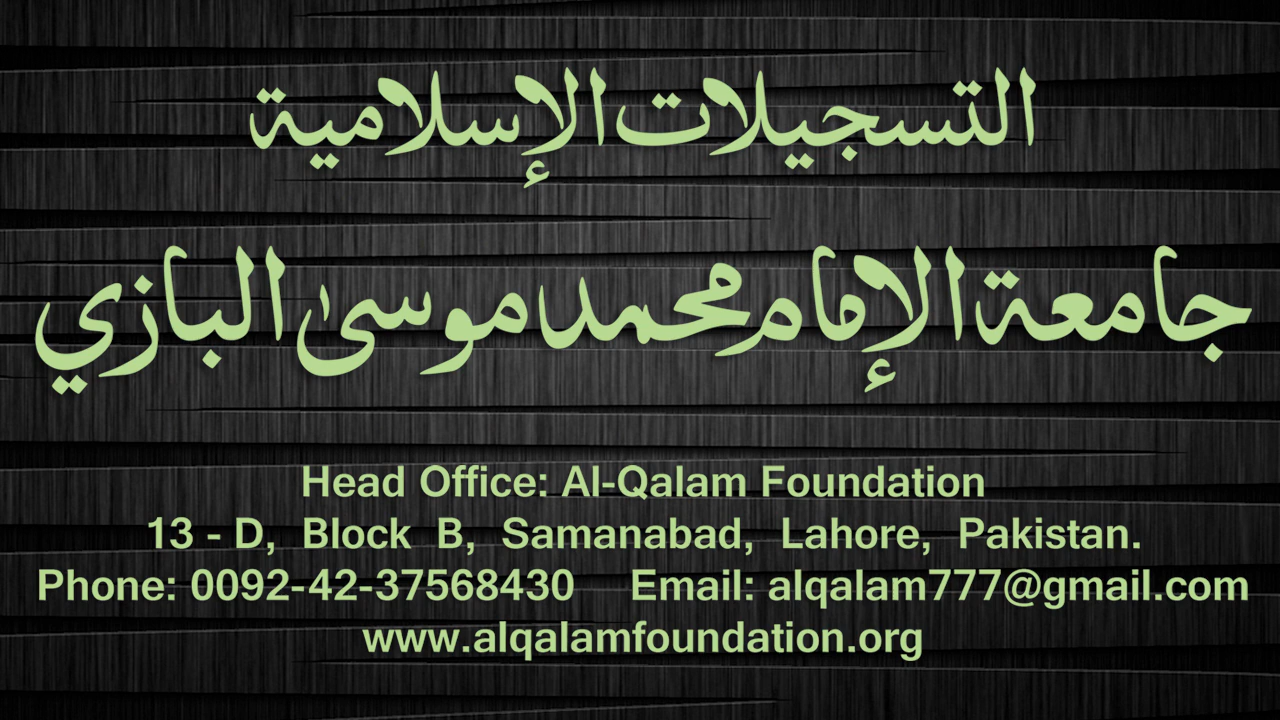 التسجيلات الإسلامية
جامعة الإمام محمد موسىٰ البازي
Head Office: Al-Qalam Foundation
13 - D, Block B, Samanabad, Lahore, Pakistan.
Phone: 0092-42-37568430 Email: alqalam777@gmail.com
www.alqalamfoundation.org